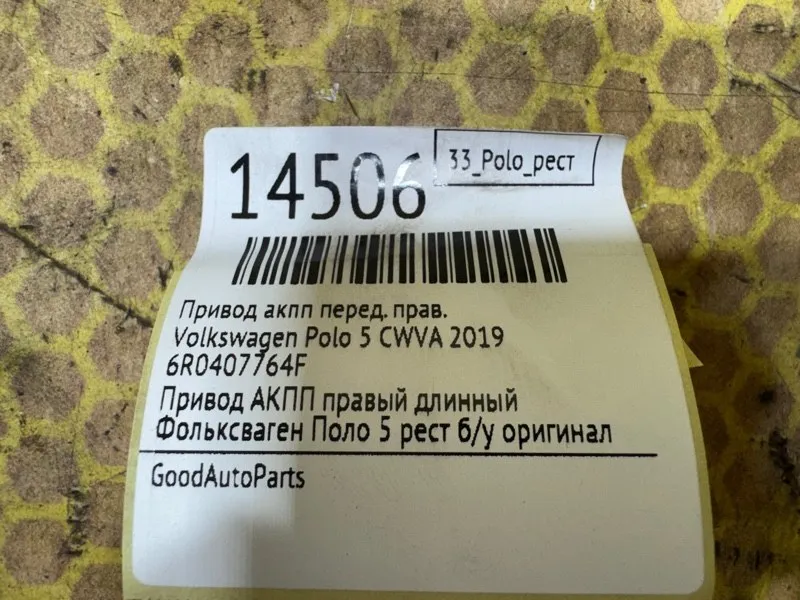 14506
33_Polo_рест
Привод акпп перед. прав.
Volkswagen Polo 5 CWVA 2019
6R0407764F
Привод АКПП правый длинный
Фольксваген Поло 5 рест б/у оригинал
GoodAutoParts